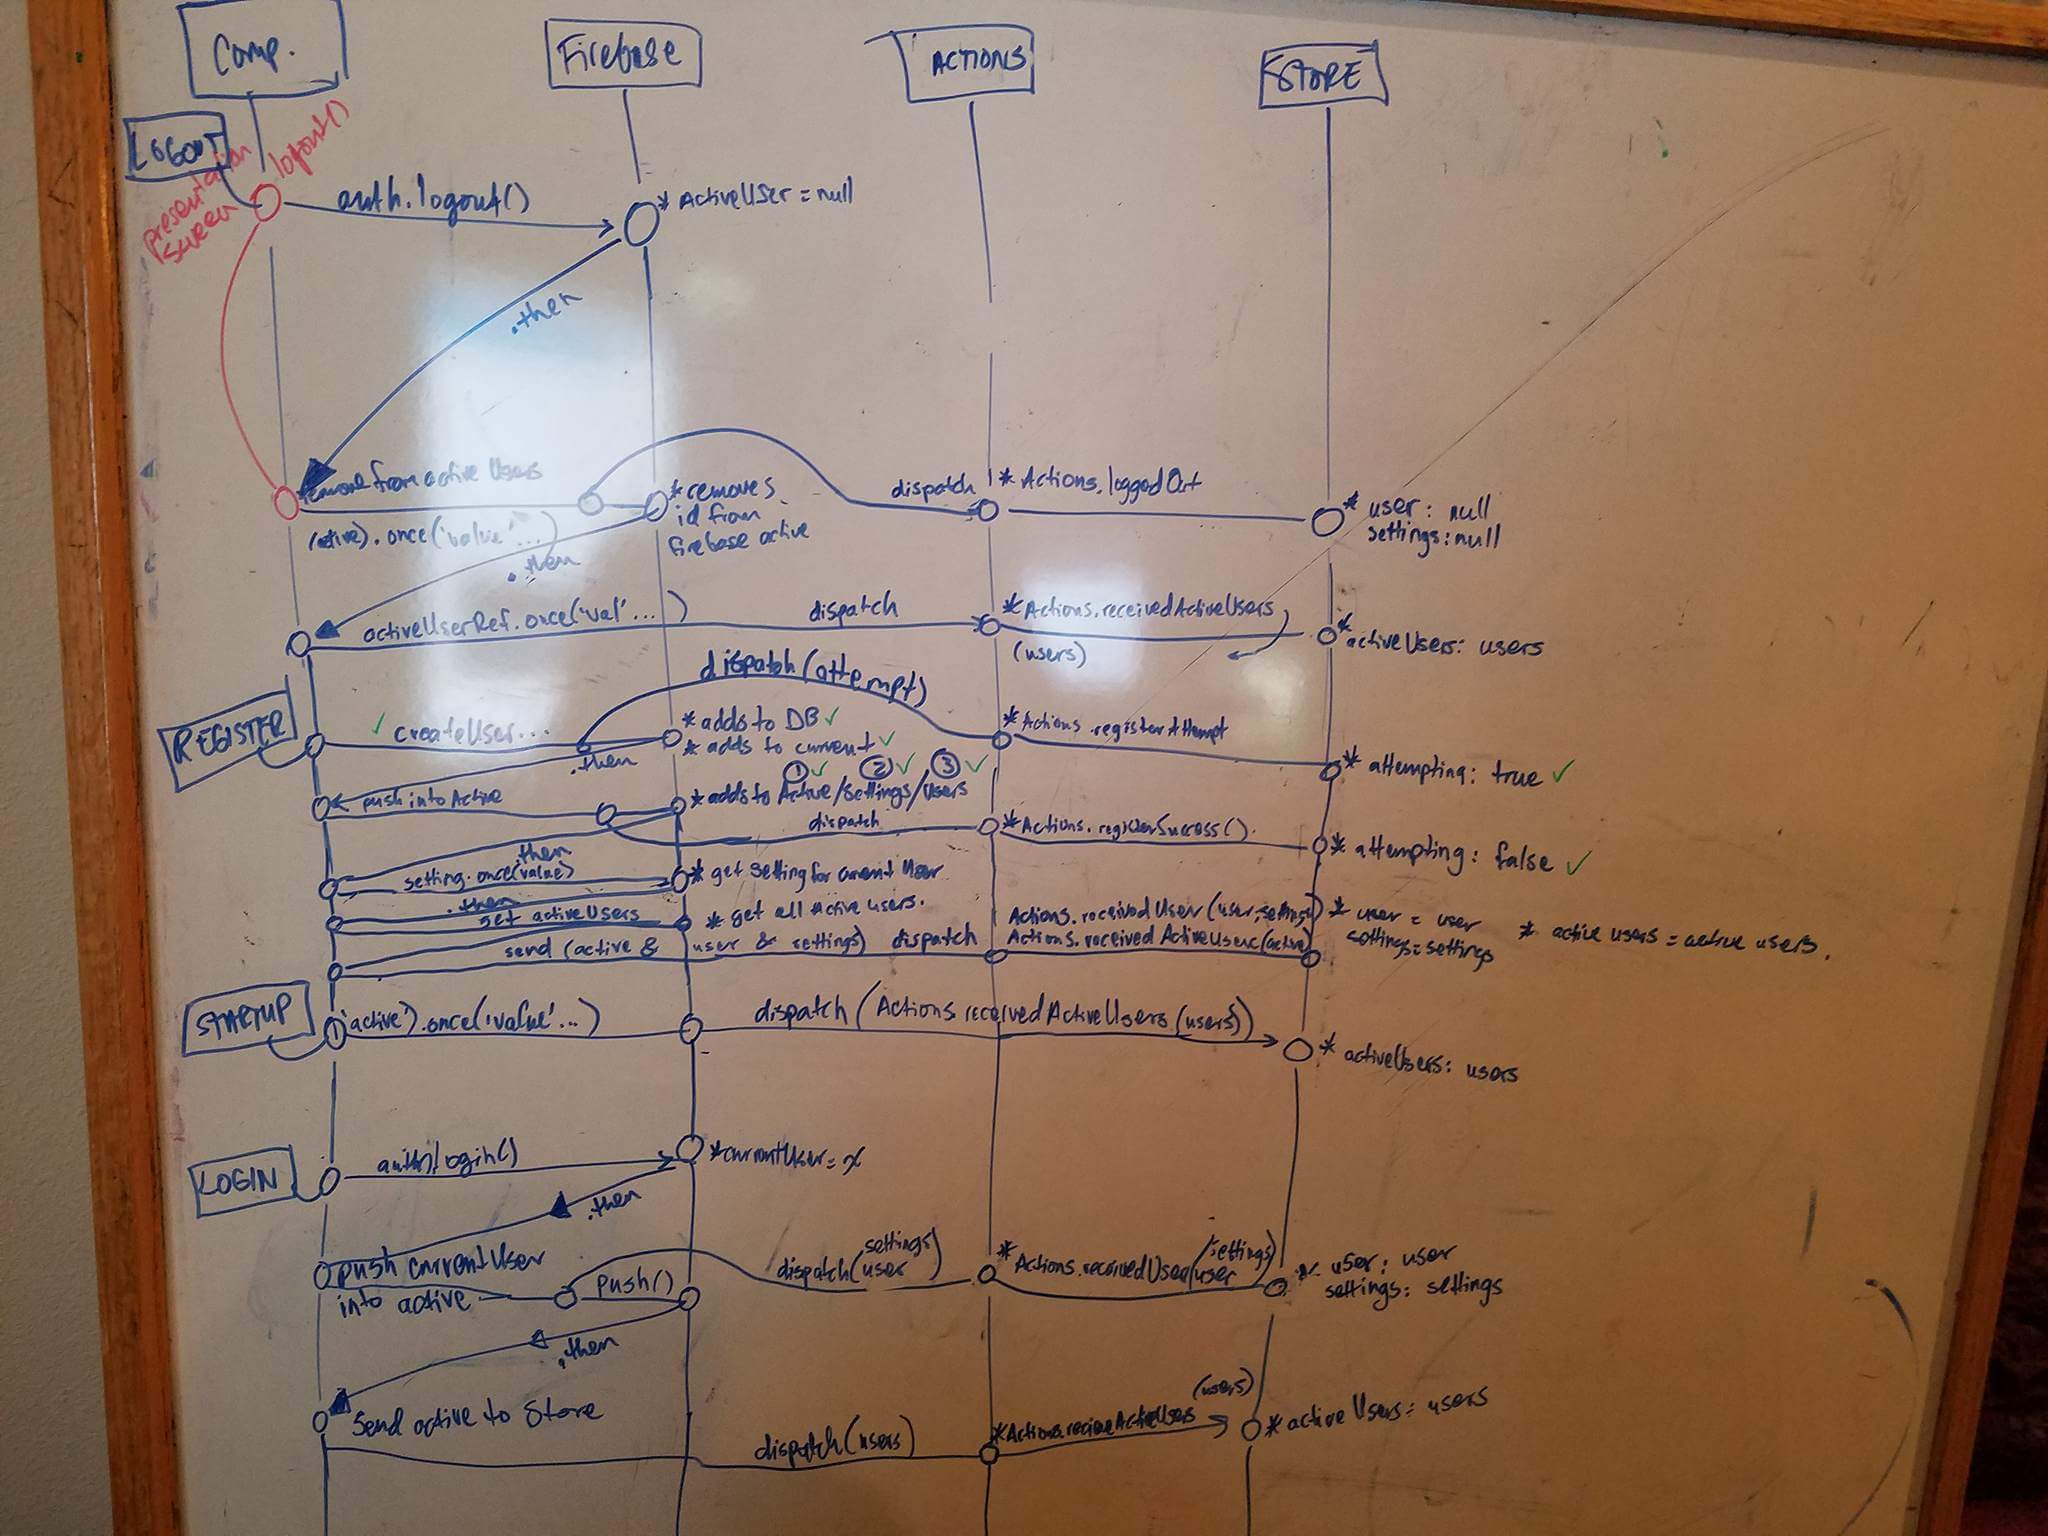 Comp.
Firebase
ACTIONS
STORE
LOGOUT
logout()
presentation
screen
auth.logout()
* ActiveUser = null
.then
remove from active Users
* removes
id from
firebase active
dispatch
* Actions.loggedOut
* user: null
settings: null
(active).once('value'...)
.then
activeUserRef.once('val'...)
dispatch
* Actions.receivedActiveUsers
(users)
* activeUsers: users
dispatch(attempt)
REGISTER
✓ createUser...
* adds to DB ✓
* adds to current ✓
* Actions.registerAttempt
* attempting: true ✓
.then
① ✓ ② ✓ ③ ✓
push into Active
* adds to Active/Settings/Users
dispatch
* Actions.registerSuccess().
* attempting: false ✓
.then
setting.once(value)
* get setting for current User
.then
get activeUsers
* get all Active users.
Actions.receivedUser(user, settings)
* user = user
settings = settings
* active users = active users.
send (active & user & settings) dispatch
Actions.receivedActiveUsers(active)
STARTUP
'active').once('value'...)
dispatch (Actions.receivedActiveUsers(users))
* activeUsers: users
LOGIN
auth.login()
* currentUser = x
.then
push currentUser
into active
push()
dispatch(user
settings)
* Actions.receivedUser(user
settings)
* user: user
settings: settings
.then
Send active to Store
dispatch(users)
* Actions.recieveActiveUsers
(users)
* activeUsers: users